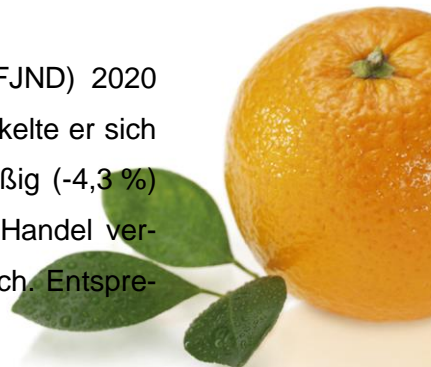 FJND) 2020
kelte er sich
ßig (-4,3 %)
Handel ver-
ch. Entspre-